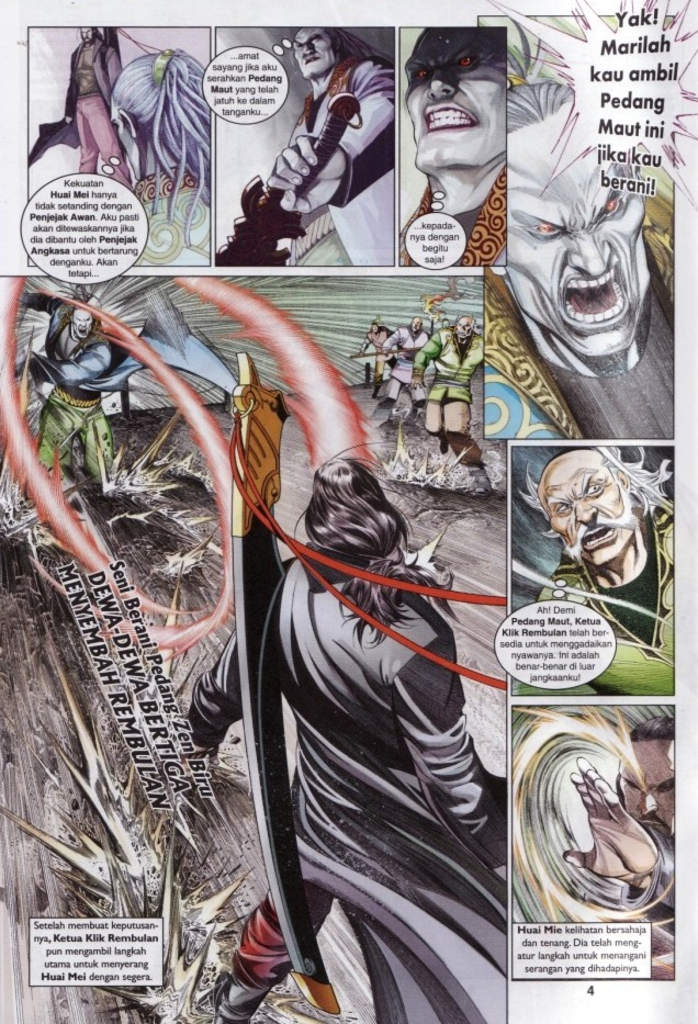 Kekuatan
Huai Mei hanya
tidak setanding dengan
Penjejak Awan. Aku pasti
akan ditewaskannya jika
dia dibantu oleh Penjejak
Angkasa untuk bertarung
denganku. Akan
tetapi...
...amat
sayang jika aku
serahkan Pedang
Maut yang telah
jatuh ke dalam
tanganku...
...kepada-
nya dengan
begitu
saja!
Yak!
Marilah
kau ambil
Pedang
Maut ini
jika kau
berani!
Seni Bermain Pedang Zen Biru
DEWA-DEWA BERTIGA
MENYEMBAH REMBULAN
Ah! Demi
Pedang Maut, Ketua
Klik Rembulan telah ber-
sedia untuk menggadaikan
nyawanya. Ini adalah
benar-benar di luar
jangkaanku!
Setelah membuat keputusan-
nya, Ketua Klik Rembulan
pun mengambil langkah
utama untuk menyerang
Huai Mei dengan segera.
Huai Mie kelihatan bersahaja
dan tenang. Dia telah meng-
atur langkah untuk menangani
serangan yang dihadapinya.
4